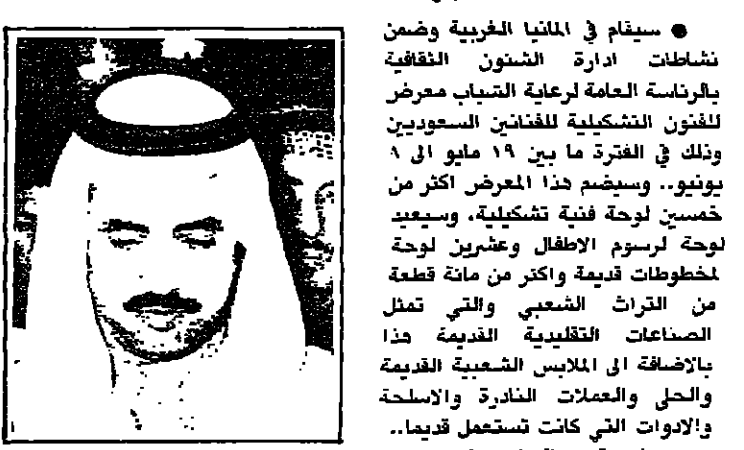 ● سيقام في المانيا الغربية وضمن
نشاطات ادارة الشئون الثقافية
بالرئاسة العامة لرعاية الشباب معرض
للفنون التشكيلية للفنانين السعوديين
وذلك في الفترة ما بين ١٩ مايو الى ٨
يونيو.. وسيضم هذا المعرض اكثر من
خمسين لوحة فنية تشكيلية، وسبعين
لوحة لرسوم الاطفال وعشرين لوحة
لمخطوطات قديمة واكثر من مائة قطعة
من التراث الشعبي والتي تمثل
الصناعات التقليدية القديمة هذا
بالاضافة الى الملابس الشعبية القديمة
والحلى والعملات النادرة والاسلحة
والادوات التي كانت تستعمل قديما..